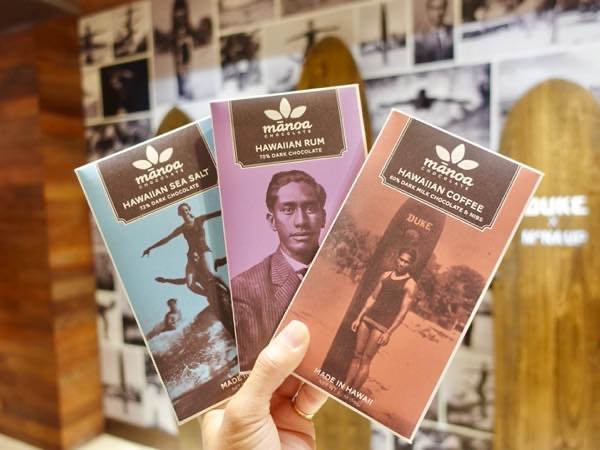 mānoa
CHOCOLATE
HAWAIIAN SEA SALT
72% DARK CHOCOLATE
mānoa
CHOCOLATE
HAWAIIAN RUM
70% DARK CHOCOLATE
MADE IN
mānoa
CHOCOLATE
HAWAIIAN COFFEE
60% DARK MILK CHOCOLATE & NIBS
DUKE
MADE IN HAWAII
DUKE